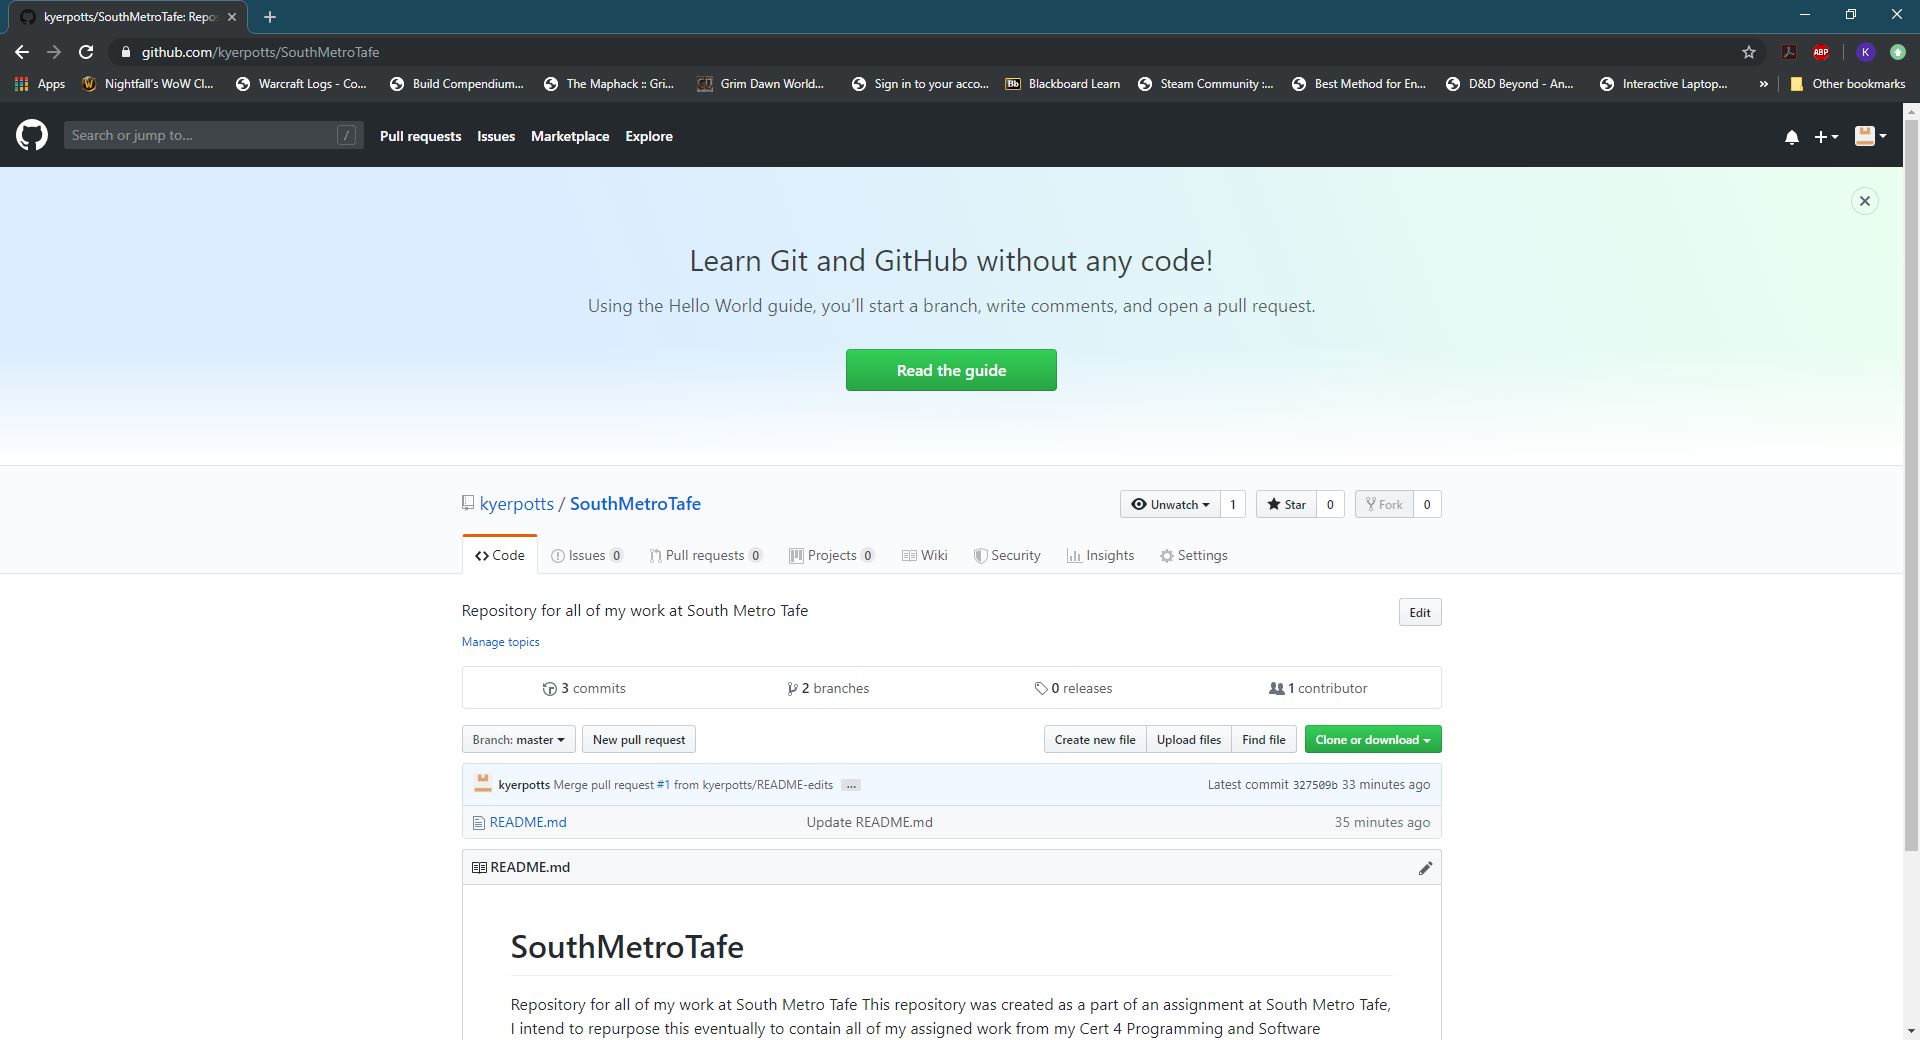 kyerpotts/SouthMetroTafe: Repo
github.com/kyerpotts/SouthMetroTafe
ABP
K
Apps
Nightfall's WoW Cl...
Warcraft Logs - Co...
Build Compendium...
The Maphack :: Gri...
Grim Dawn World...
Sign in to your acco...
Bb
Blackboard Learn
Steam Community :...
Best Method for En...
D&D Beyond - An...
Interactive Laptop...
»
Other bookmarks
Search or jump to...
/
Pull requests
Issues
Marketplace
Explore
Learn Git and GitHub without any code!
Using the Hello World guide, you’ll start a branch, write comments, and open a pull request.
Read the guide
kyerpotts / SouthMetroTafe
Unwatch
1
Star
0
Fork
0
Code
Issues 0
Pull requests 0
Projects 0
Wiki
Security
Insights
Settings
Repository for all of my work at South Metro Tafe
Edit
Manage topics
3 commits
2 branches
0 releases
1 contributor
Branch: master
New pull request
Create new file
Upload files
Find file
Clone or download
kyerpotts Merge pull request #1 from kyerpotts/README-edits ...
Latest commit 327509b 33 minutes ago
README.md
Update README.md
35 minutes ago
README.md
SouthMetroTafe
Repository for all of my work at South Metro Tafe This repository was created as a part of an assignment at South Metro Tafe,
I intend to repurpose this eventually to contain all of my assigned work from my Cert 4 Programming and Software